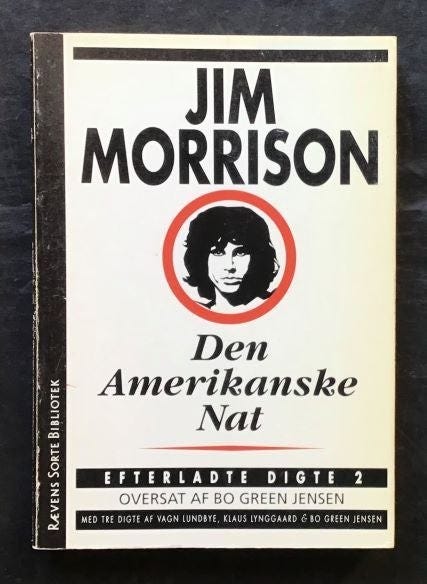 JIM
MORRISON
Den
Amerikanske
Nat
EFTERLADTE DIGTE 2
OVERSAT AF BO GREEN JENSEN
MED TRE DIGTE AF VAGN LUNDBYE, KLAUS LYNGGAARD & BO GREEN JENSEN
RÆVENS SORTE BIBLIOTEK